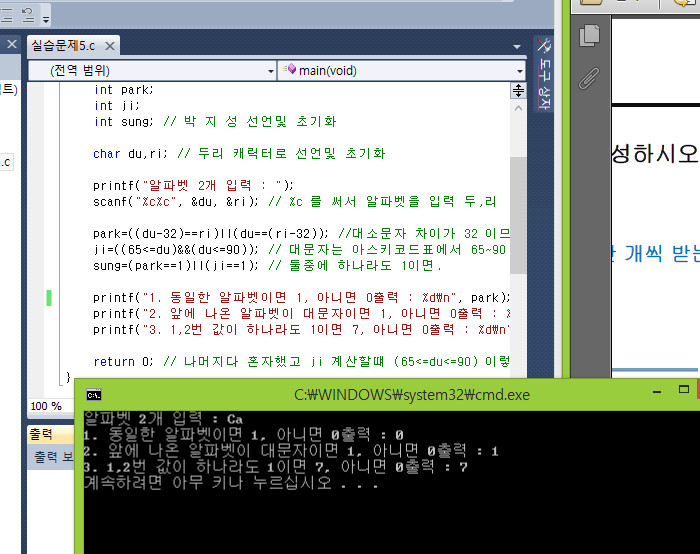 실습문제5.c
(전역 범위)
main(void)
도구 상자
트)
.c
int park;
int ji;
int sung; // 박 지 성 선언및 초기화
char du,ri; // 두리 캐릭터로 선언및 초기화
printf("알파벳 2개 입력 : ");
scanf("%c%c", &du, &ri); // %c 를 써서 알파벳을 입력 두,리
park=((du-32)==ri)||(du==(ri-32)); //대소문자 차이가 32 이므
ji=((65<=du)&&(du<=90)); // 대문자는 아스키코드표에서 65~90
sung=(park==1)||(ji==1); // 둘중에 하나라도 1이면.
printf("1. 동일한 알파벳이면 1, 아니면 0출력 : %d₩n", park);
printf("2. 앞에 나온 알파벳이 대문자이면 1, 아니면 0출력 : %
printf("3. 1,2번 값이 하나라도 1이면 7, 아니면 0출력 : %d₩n"
return 0; // 나머지다 혼자했고 ji 계산할떄 (65<=du<=90) 이렇
}
100 %
출력
출력 보
성하시오
개씩 받는
C:₩WINDOWS₩system32₩cmd.exe
알파벳 2개 입력 : Ca
1. 동일한 알파벳이면 1, 아니면 0출력 : 0
2. 앞에 나온 알파벳이 대문자이면 1, 아니면 0출력 : 1
3. 1,2번 값이 하나라도 1이면 7, 아니면 0출력 : 7
계속하려면 아무 키나 누르십시오 . . .